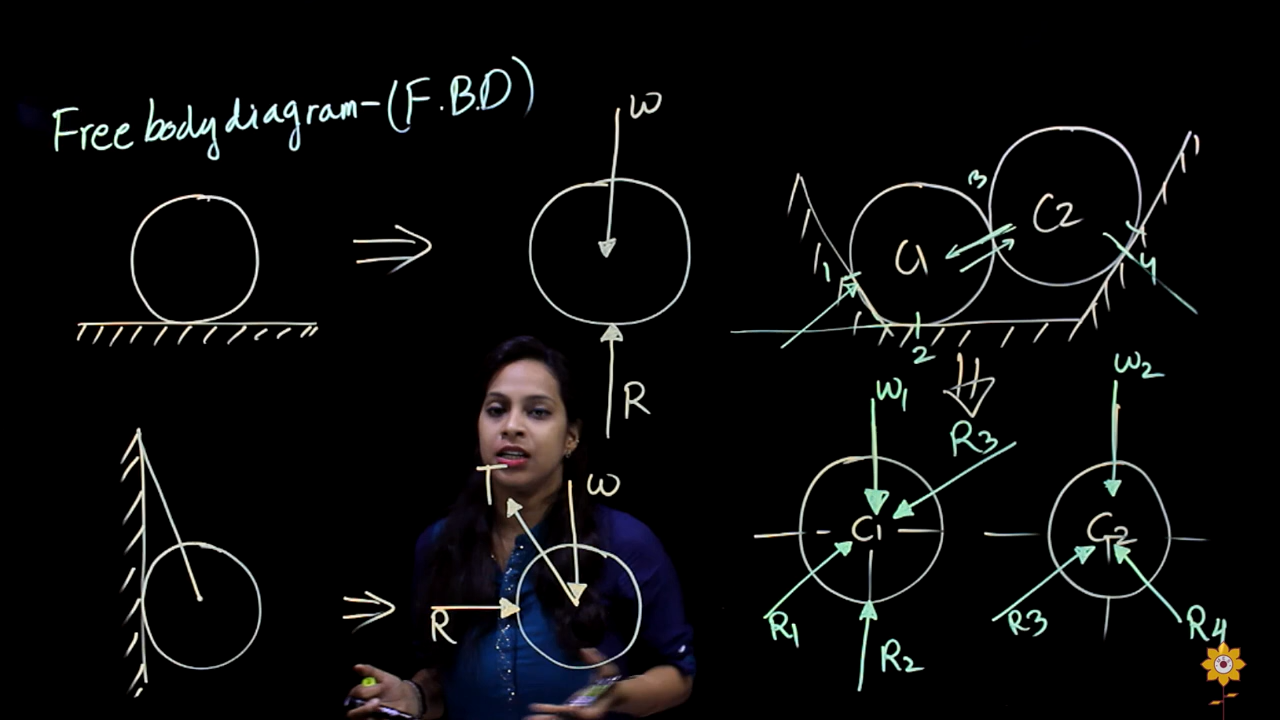 Free body diagram-(F.B.D)
W
R
T
W
R
C1
C2
1
2
3
4
W1
R3
C1
R1
R2
W2
C2
R3
R4